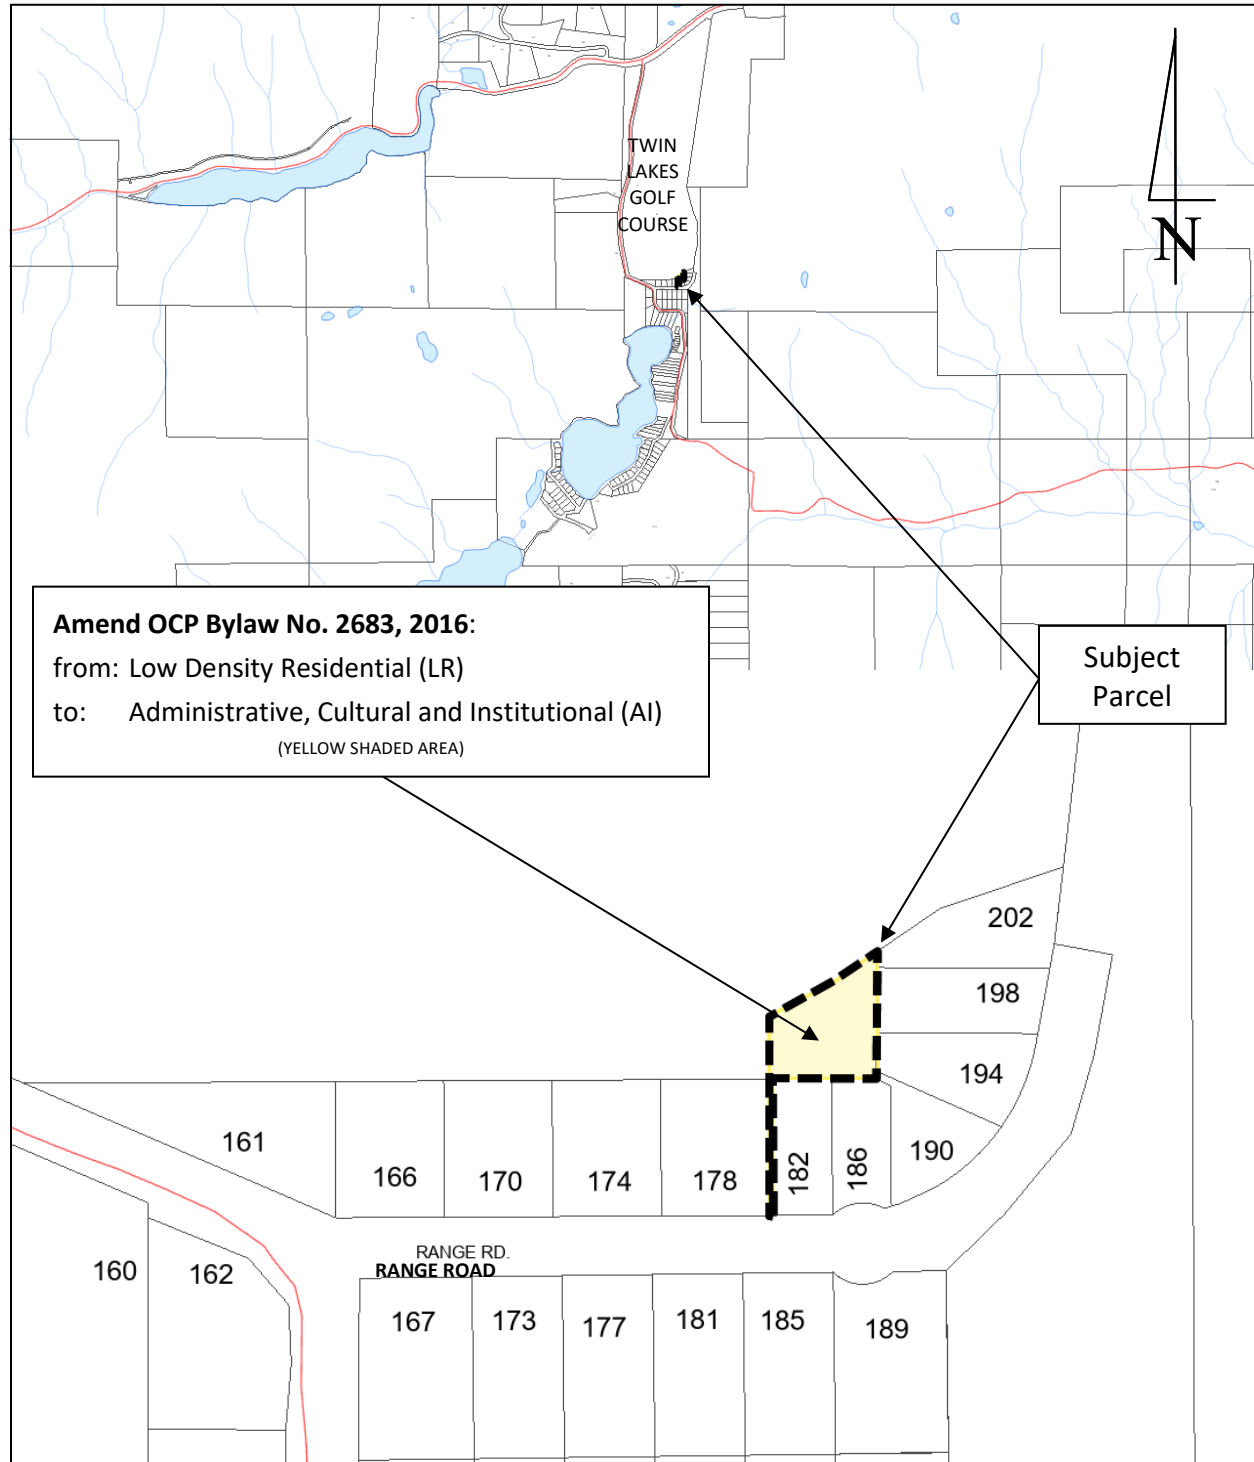 TWIN
LAKES
GOLF
COURSE
N
Amend OCP Bylaw No. 2683, 2016:
from: Low Density Residential (LR)
to: Administrative, Cultural and Institutional (AI)
(YELLOW SHADED AREA)
Subject
Parcel
202
198
194
190
161
166
170
174
178
182
186
RANGE RD.
RANGE ROAD
160
162
167
173
177
181
185
189